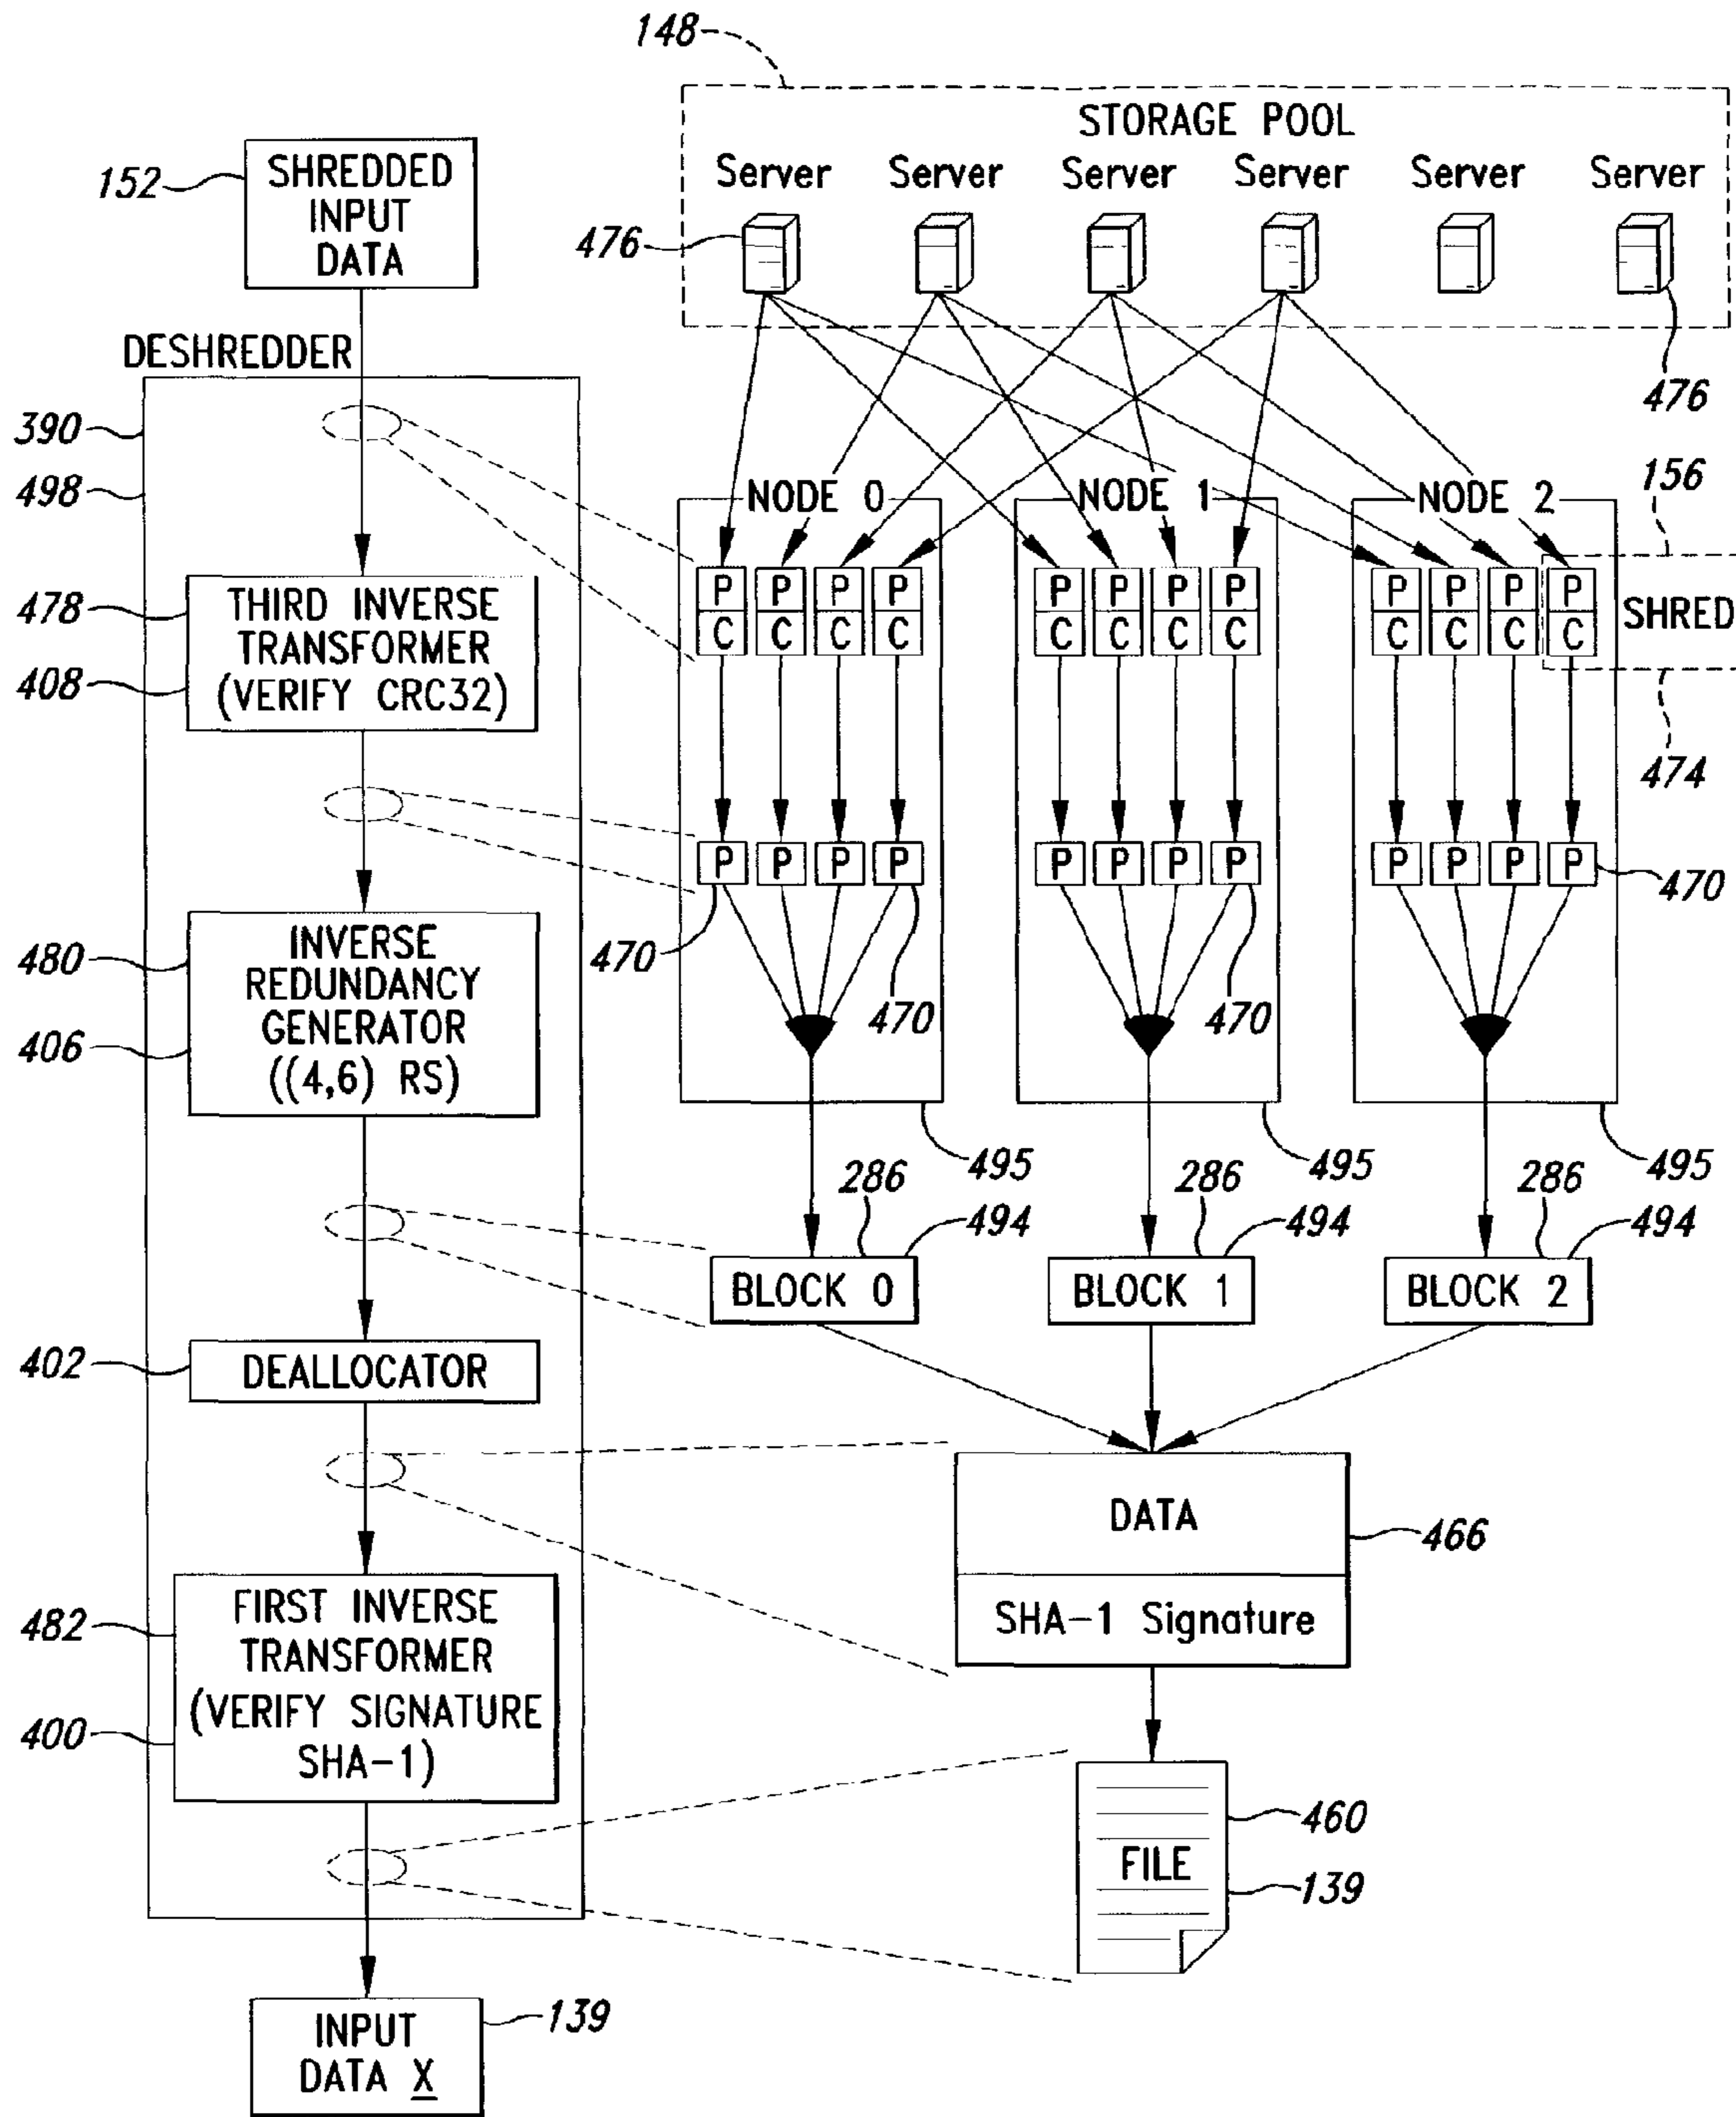 148
STORAGE POOL
Server Server Server Server Server Server
476
476
152
SHREDDED
INPUT
DATA
DESHREDDER
390
498
478
THIRD INVERSE
TRANSFORMER
408
(VERIFY CRC32)
480
INVERSE
REDUNDANCY
GENERATOR
406
((4,6) RS)
402
DEALLOCATOR
482
FIRST INVERSE
TRANSFORMER
(VERIFY SIGNATURE
400
SHA-1)
INPUT
DATA X
139
NODE 0 NODE 1 NODE 2
156
P P P P P P P P P P P P
C C C C C C C C C C C C
SHRED
474
P P P P P P P P P P P P
470
470 470 470
495 495 495
286 286 286
494 494 494
BLOCK 0 BLOCK 1 BLOCK 2
DATA
466
SHA-1 Signature
460
FILE
139